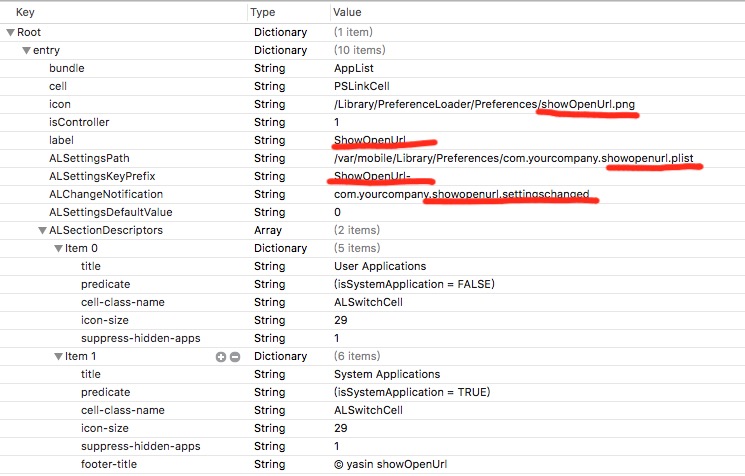 Key Type Value
Root Dictionary (1 item)
entry Dictionary (10 items)
bundle String AppList
cell String PSLinkCell
icon String /Library/PreferenceLoader/Preferences/showOpenUrl.png
isController String 1
label String ShowOpenUrl
ALSettingsPath String /var/mobile/Library/Preferences/com.yourcompany.showopenurl.plist
ALSettingsKeyPrefix String ShowOpenUrl-
ALChangeNotification String com.yourcompany.showopenurl.settingschanged
ALSettingsDefaultValue String 0
ALSectionDescriptors Array (2 items)
Item 0 Dictionary (5 items)
title String User Applications
predicate String (isSystemApplication = FALSE)
cell-class-name String ALSwitchCell
icon-size String 29
suppress-hidden-apps String 1
Item 1 Dictionary (6 items)
title String System Applications
predicate String (isSystemApplication = TRUE)
cell-class-name String ALSwitchCell
icon-size String 29
suppress-hidden-apps String 1
footer-title String © yasin showOpenUrl